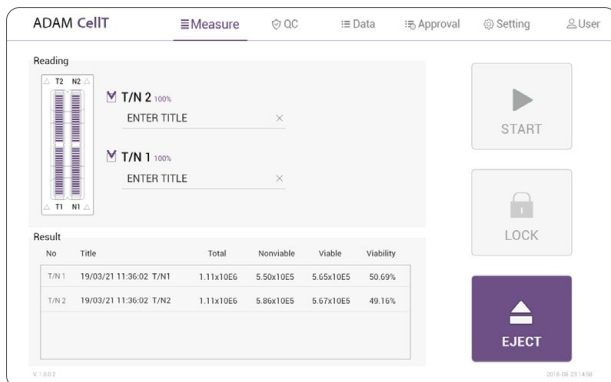 ADAM CellT
Measure
QC
Data
Approval
Setting
User
Reading
T2 N2
T1 N1
T/N 2 100%
ENTER TITLE
T/N 1 100%
ENTER TITLE
START
LOCK
EJECT
Result
No Title Total Nonviable Viable Viability
T/N 1 19/03/21 11:36:02 T/N1 1.11x10E6 5.50x10E5 5.65x10E5 50.69%
T/N 2 19/03/21 11:36:02 T/N2 1.11x10E6 5.86x10E5 5.67x10E5 49.16%
V. 1.0.0.2